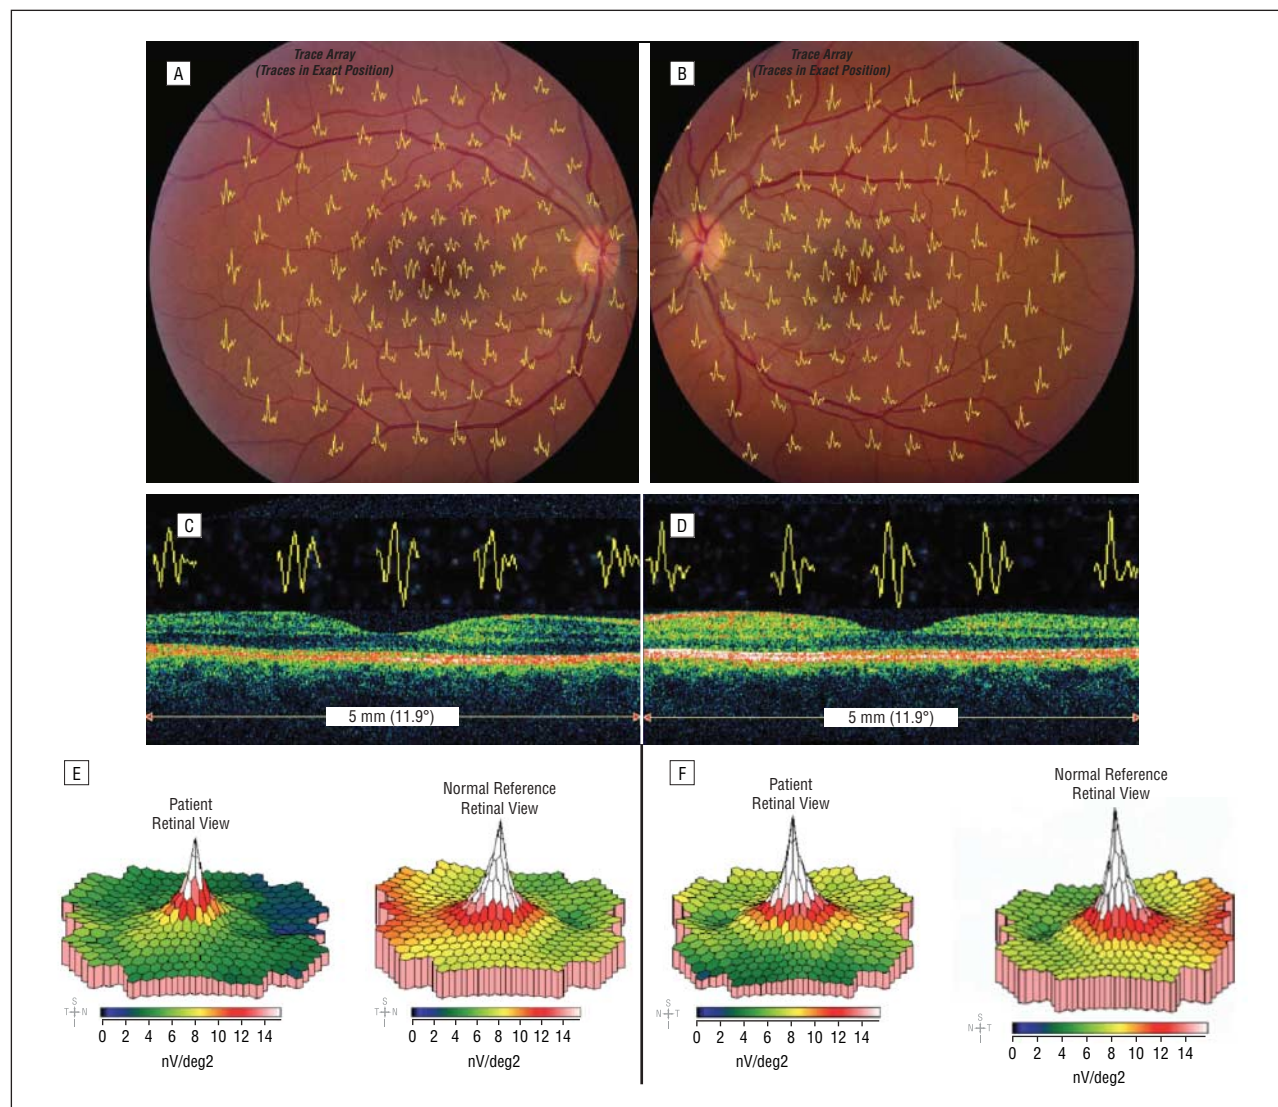 Trace Array
(Traces in Exact Position)
A
Trace Array
(Traces in Exact Position)
B
C
D
5 mm (11.9°)
5 mm (11.9°)
E
Patient
Retinal View
Normal Reference
Retinal View
F
Patient
Retinal View
Normal Reference
Retinal View
S
T N
I
0 2 4 6 8 10 12 14
nV/deg2
S
T N
I
0 2 4 6 8 10 12 14
nV/deg2
S
N T
I
0 2 4 6 8 10 12 14
nV/deg2
S
N T
I
0 2 4 6 8 10 12 14
nV/deg2